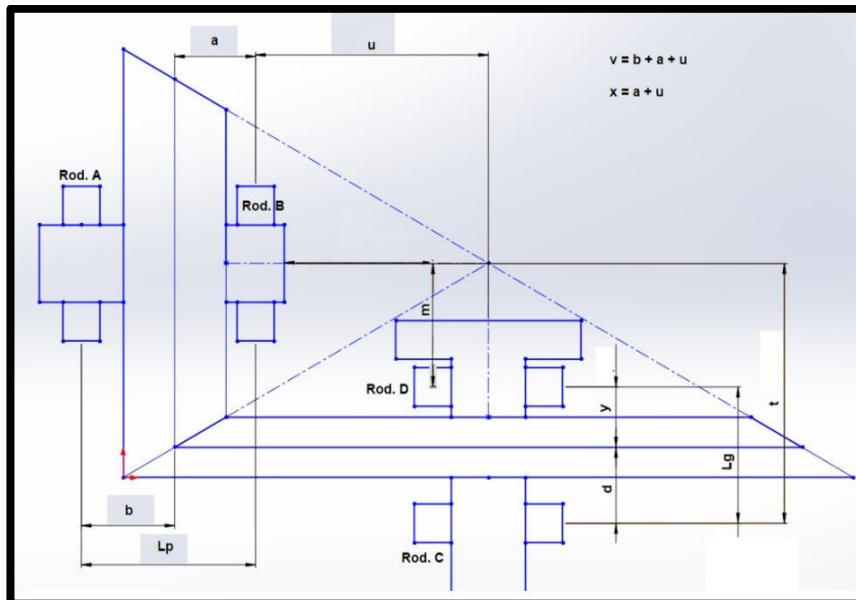 a
u
v = b + a + u
x = a + u
Rod. A
Rod. B
m
Rod. D
y
t
Lg
d
b
Rod. C
Lp